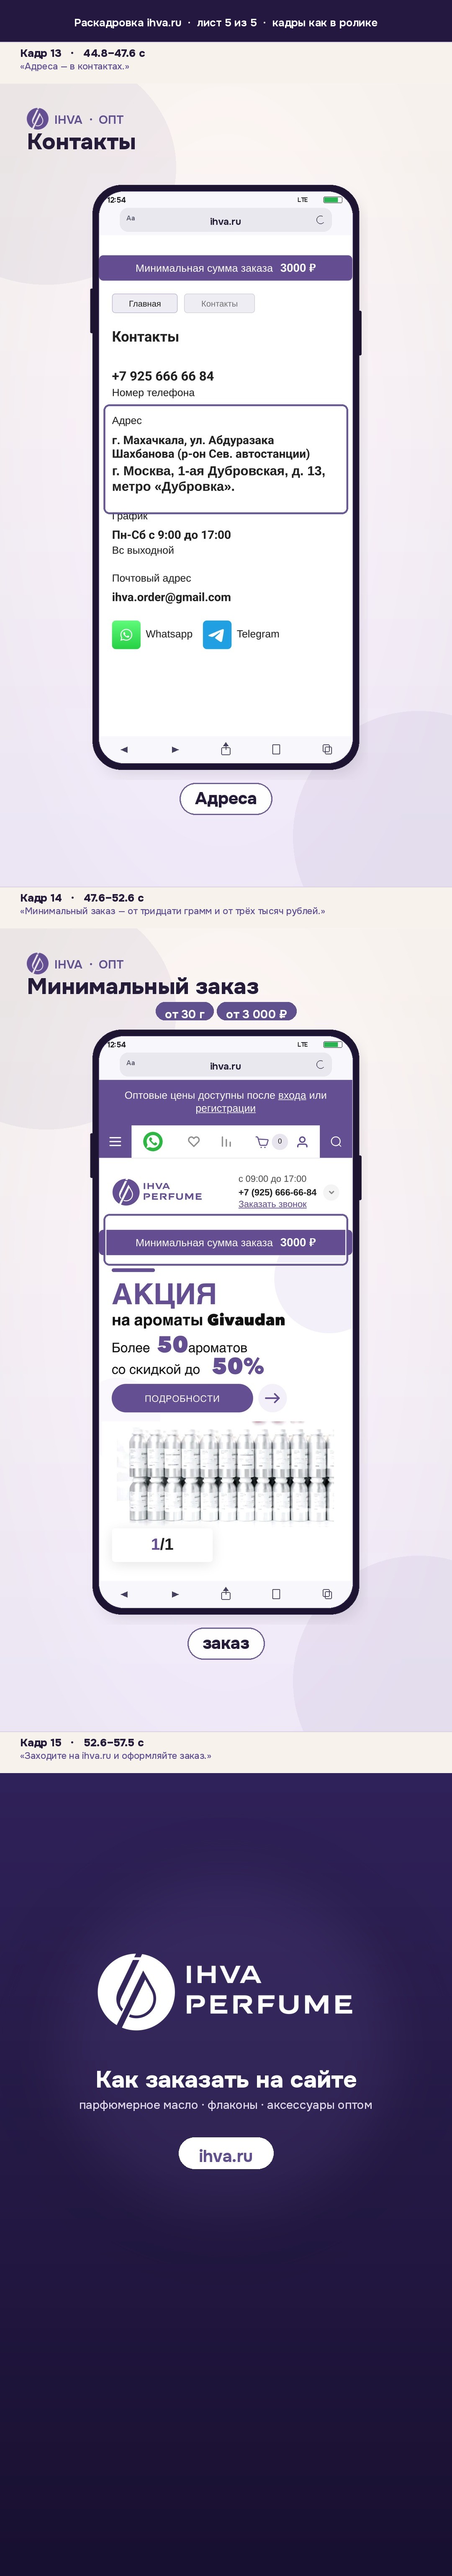 Раскадровка ihva.ru · лист 5 из 5 · кадры как в ролике
Кадр 13 · 44.8–47.6 с
«Адреса — в контактах.»
IHVA · ОПТ
Контакты
12:54
LTE
Aa
ihva.ru
Минимальная сумма заказа 3000 ₽
Главная
Контакты
Контакты
+7 925 666 66 84
Номер телефона
Адрес
г. Махачкала, ул. Абдуразака
Шахбанова (р-он Сев. автостанции)
г. Москва, 1-ая Дубровская, д. 13,
метро «Дубровка».
График
Пн-Сб с 9:00 до 17:00
Вс выходной
Почтовый адрес
ihva.order@gmail.com
Whatsapp
Telegram
Адреса
Кадр 14 · 47.6–52.6 с
«Минимальный заказ — от тридцати грамм и от трёх тысяч рублей.»
IHVA · ОПТ
Минимальный заказ
от 30 г
от 3 000 ₽
12:54
LTE
Aa
ihva.ru
Оптовые цены доступны после входа или
регистрации
0
IHVA
PERFUME
с 09:00 до 17:00
+7 (925) 666-66-84
Заказать звонок
Минимальная сумма заказа 3000 ₽
АКЦИЯ
на ароматы Givaudan
Более 50ароматов
со скидкой до 50%
ПОДРОБНОСТИ
1/1
заказ
Кадр 15 · 52.6–57.5 с
«Заходите на ihva.ru и оформляйте заказ.»
IHVA
PERFUME
Как заказать на сайте
парфюмерное масло · флаконы · аксессуары оптом
ihva.ru